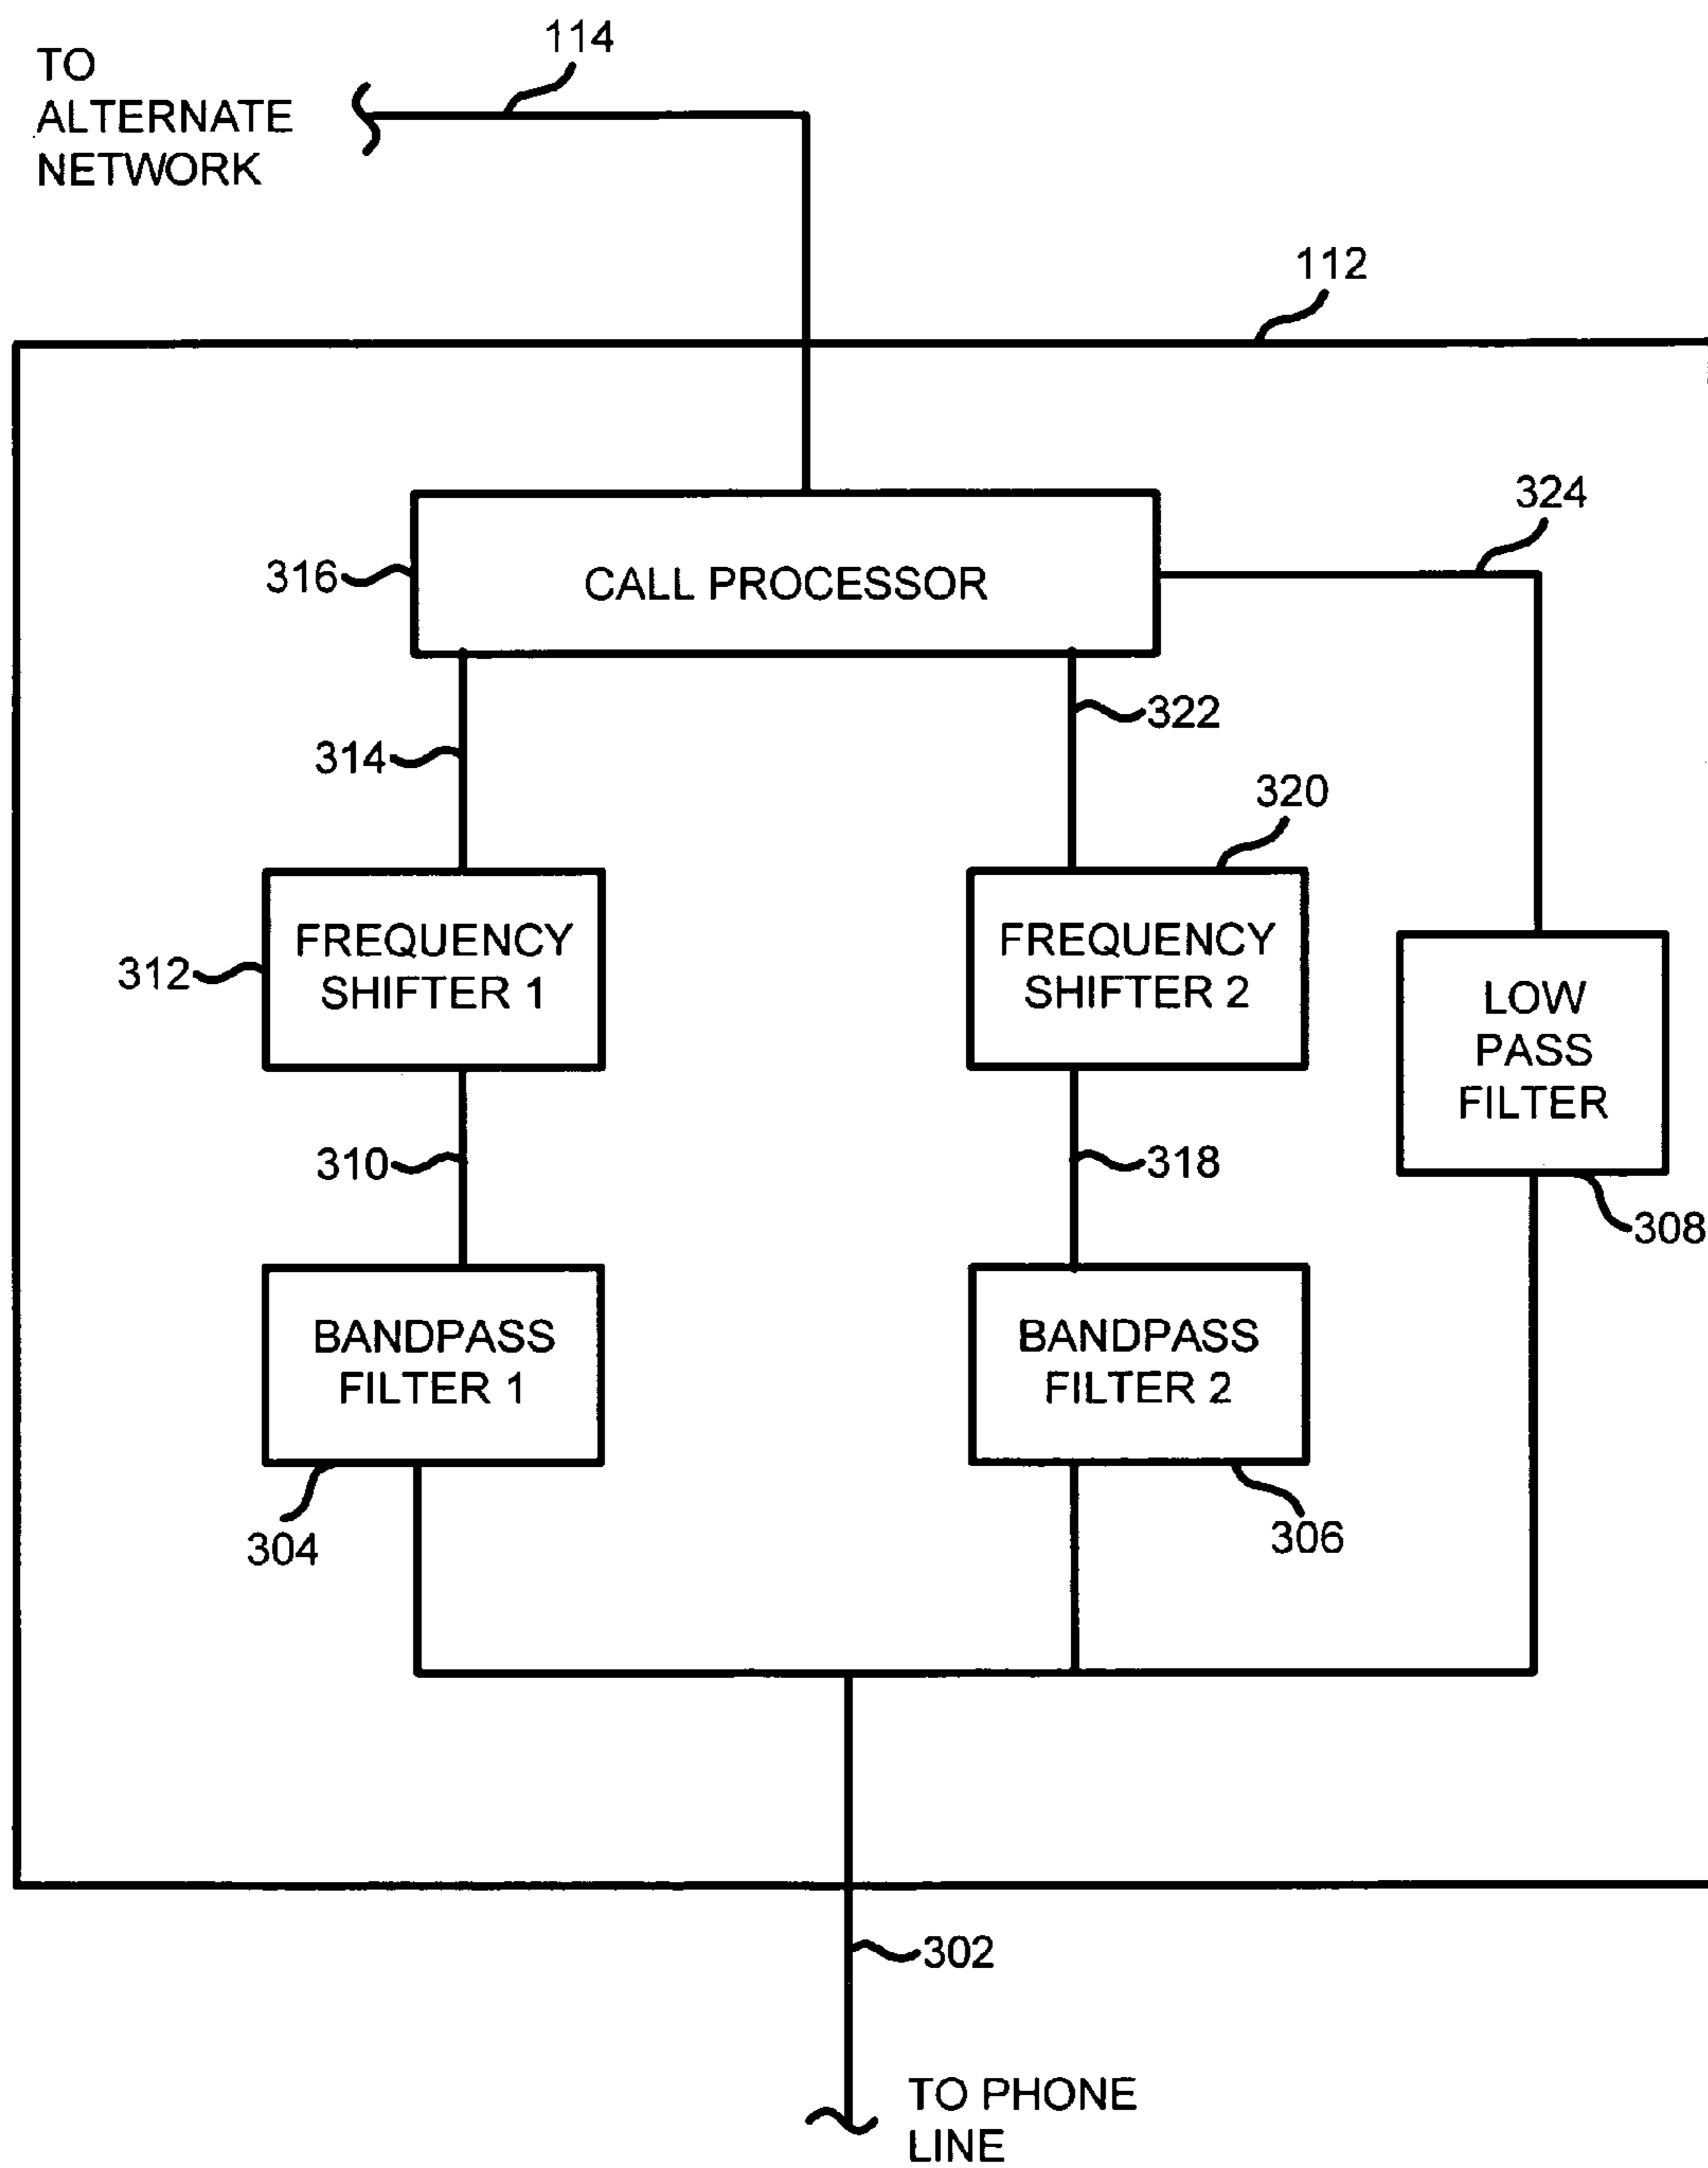 114
TO
ALTERNATE
NETWORK
112
324
316
CALL PROCESSOR
322
314
320
FREQUENCY
SHIFTER 1
FREQUENCY
SHIFTER 2
312
LOW
PASS
FILTER
310
318
308
BANDPASS
FILTER 1
BANDPASS
FILTER 2
304
306
302
TO PHONE
LINE